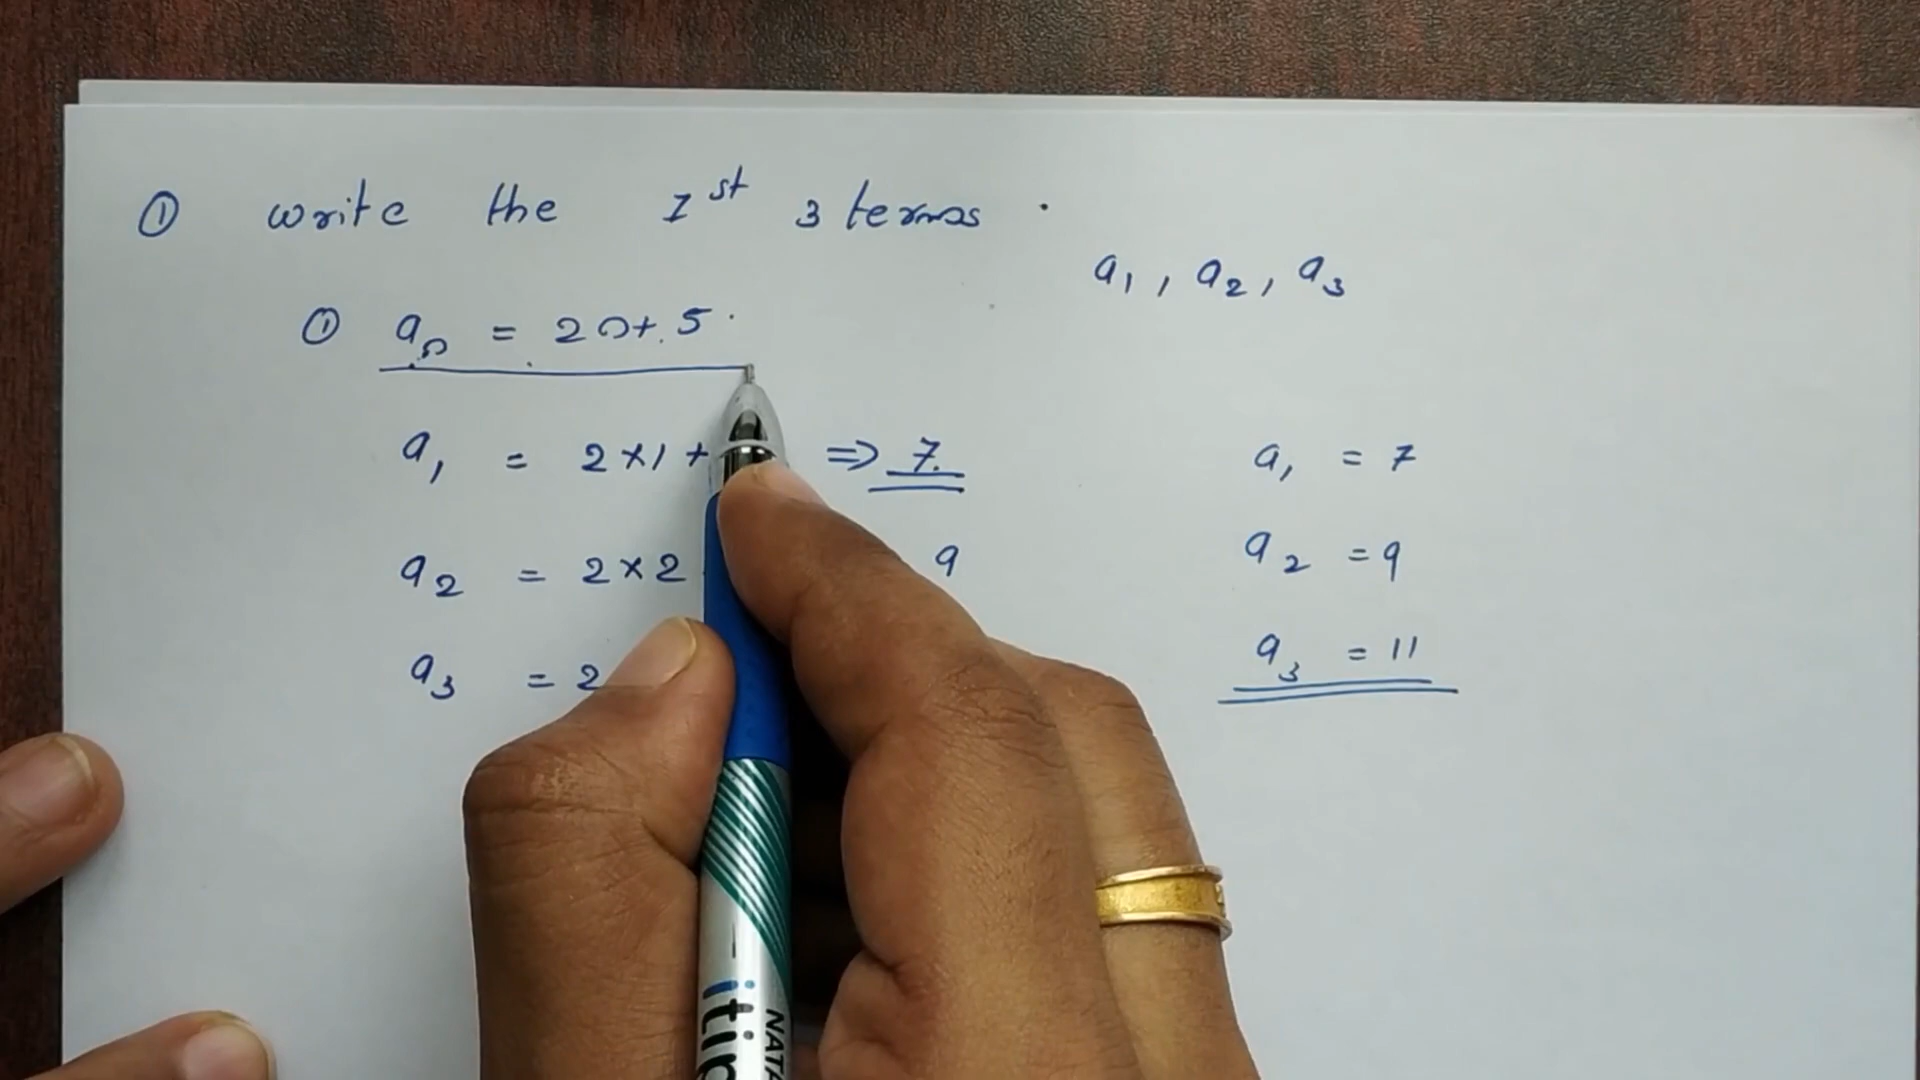 ① write the 1st 3 terms .
a1, a2, a3
① an = 2n+5.
a1 = 2×1 + ⇒ 7.
a2 = 2×2 9
a3 = 2
a1 = 7
a2 = 9
a3 = 11